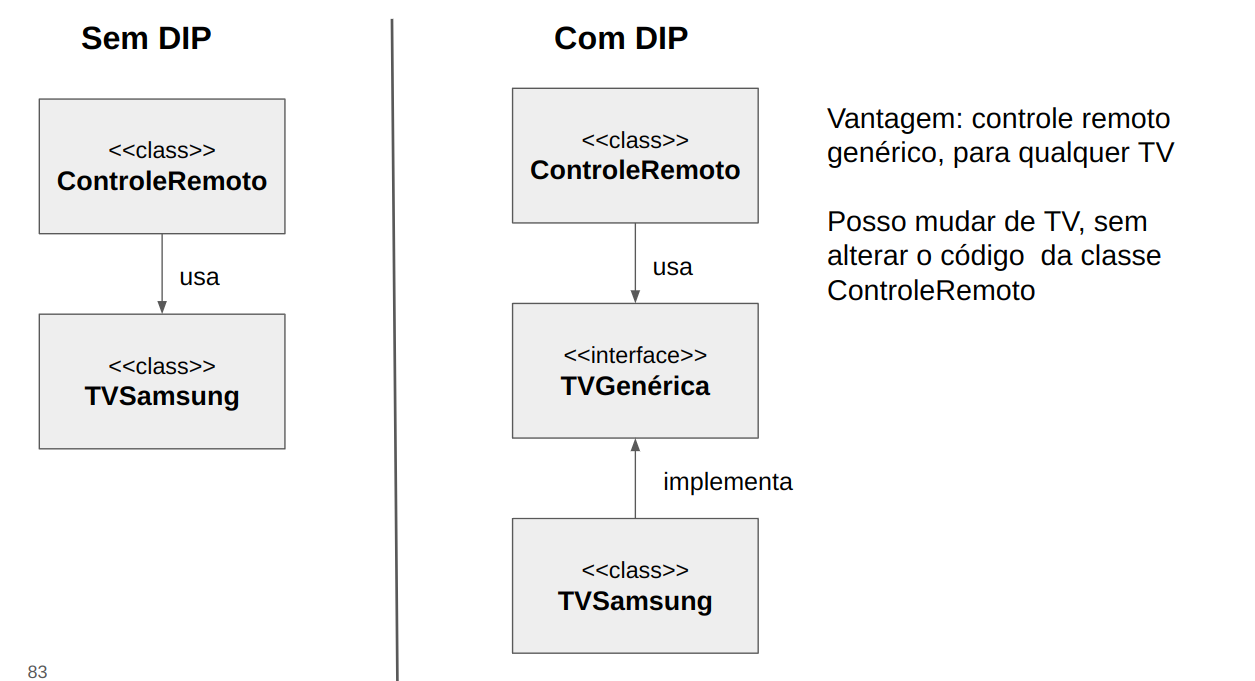 Sem DIP
<<class>>
ControleRemoto
usa
<<class>>
TVSamsung
Com DIP
<<class>>
ControleRemoto
usa
<<interface>>
TVGenérica
implementa
<<class>>
TVSamsung
Vantagem: controle remoto
genérico, para qualquer TV
Posso mudar de TV, sem
alterar o código  da classe
ControleRemoto
83